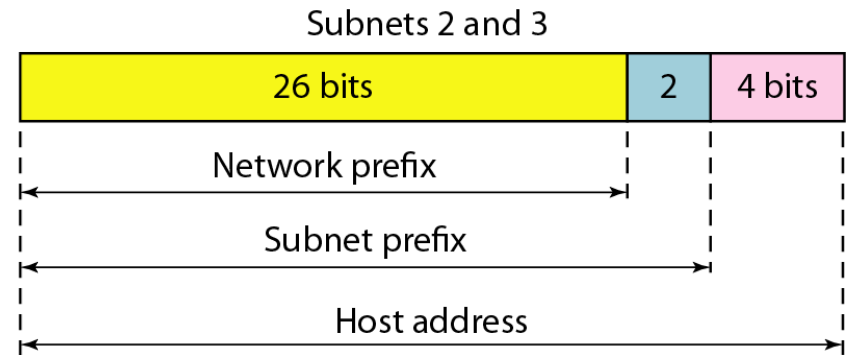 Subnets 2 and 3
26 bits 2 4 bits
Network prefix
Subnet prefix
Host address